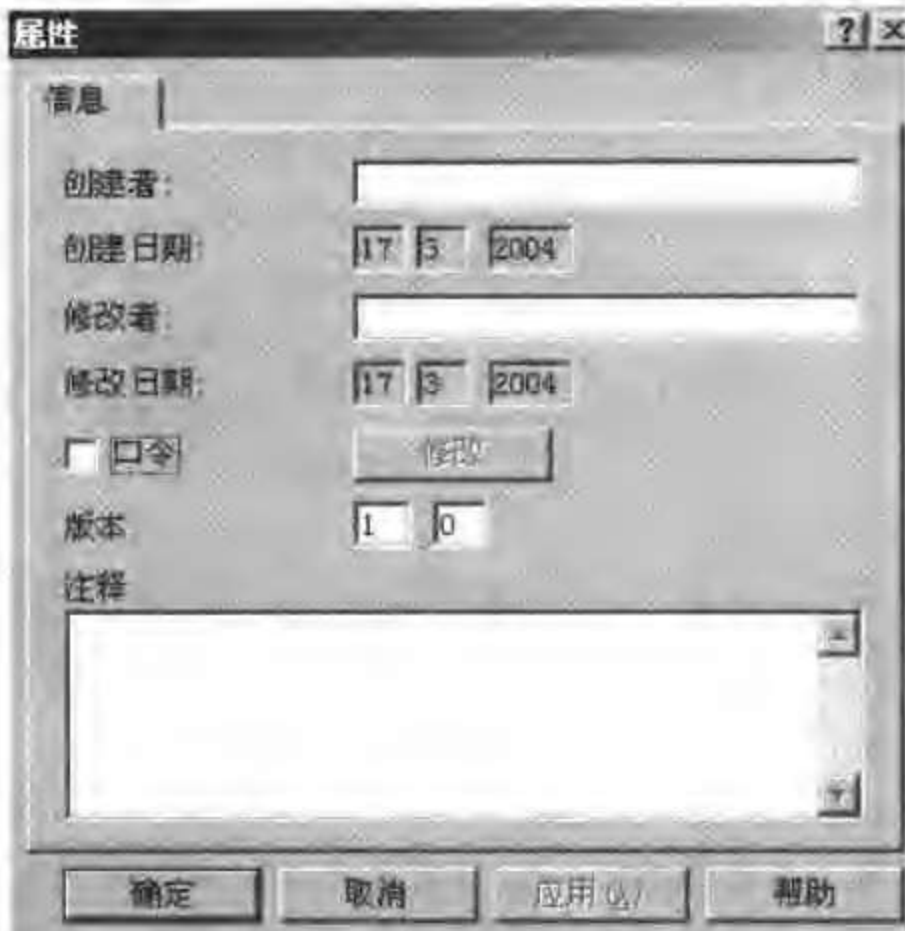 属性
信息
创建者:
创建日期: 17 3 2004
修改者:
修改日期: 17 3 2004
口令 修改
版本 1 0
注释
确定 取消 应用(A) 帮助